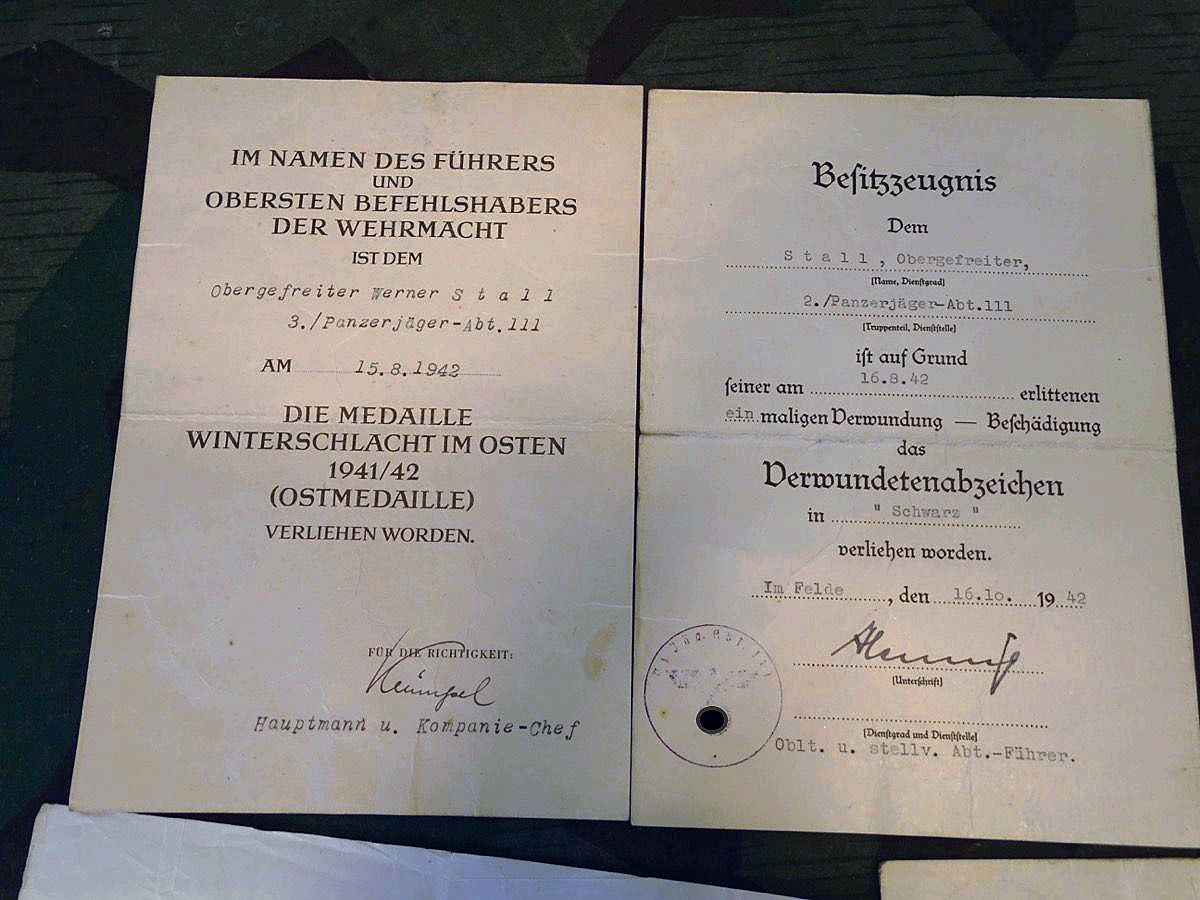 IM NAMEN DES FÜHRERS
UND
OBERSTEN BEFEHLSHABERS
DER WEHRMACHT
IST DEM
Obergefreiter Werner S t a l l
3./Panzerjäger-Abt.111
AM 15.8.1942
DIE MEDAILLE
WINTERSCHLACHT IM OSTEN
1941/42
(OSTMEDAILLE)
VERLIEHEN WORDEN.
FÜR DIE RICHTIGKEIT:
Hauptmann u. Kompanie-Chef
Beſitzzeugnis
Dem
S t a l l , Obergefreiter,
(Name, Dienſtgrad)
2./Panzerjäger-Abt.111
(Truppenteil, Dienſtſtelle)
iſt auf Grund
ſeiner am 16.8.42 erlittenen
ein maligen Verwundung — Beſchädigung
das
Verwundetenabzeichen
in " Schwarz "
verliehen worden.
Im Felde, den 16.1o. 19 42
(Unterſchrift)
(Dienſtgrad und Dienſtſtelle)
Oblt. u. stellv. Abt.-Führer.